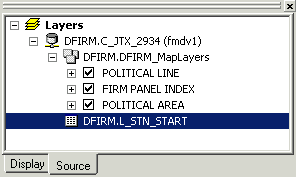 Layers
DFIRM.C_JTX_2934 (fmdv1)
DFIRM.DFIRM_MapLayers
POLITICAL LINE
FIRM PANEL INDEX
POLITICAL AREA
DFIRM.L_STN_START
Display Source